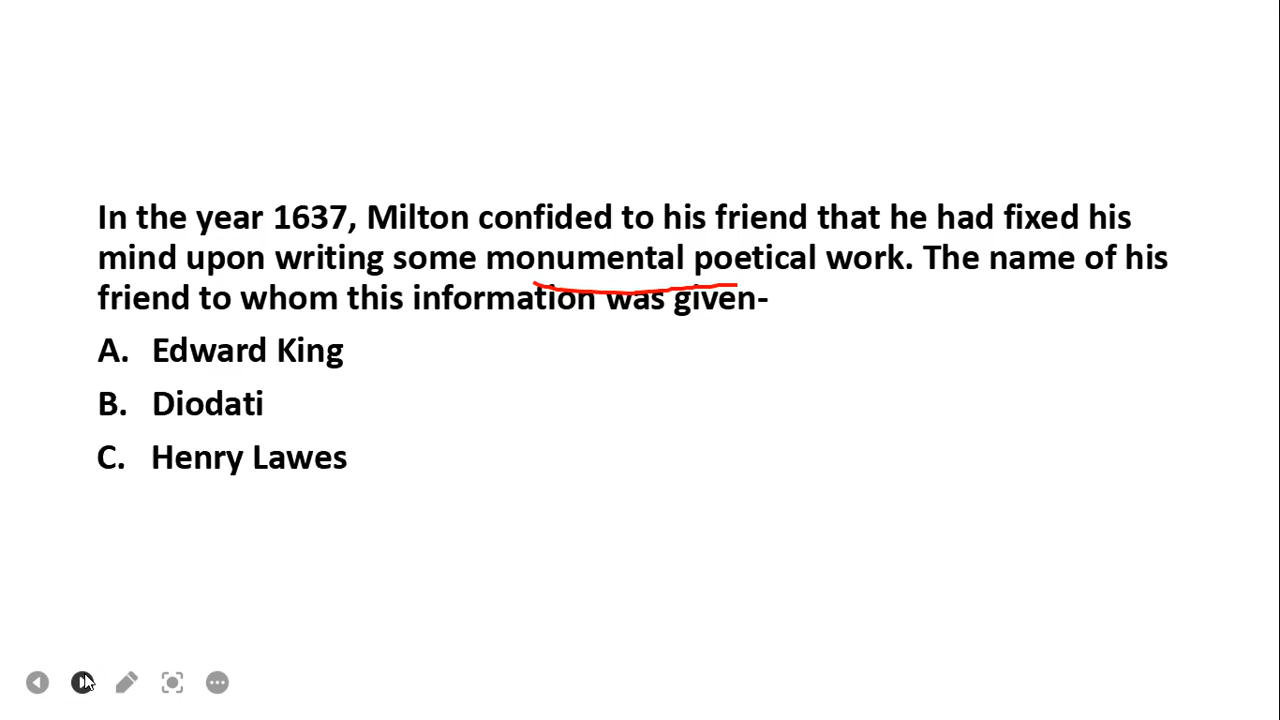 In the year 1637, Milton confided to his friend that he had fixed his
mind upon writing some monumental poetical work. The name of his
friend to whom this information was given-
A. Edward King
B. Diodati
C. Henry Lawes